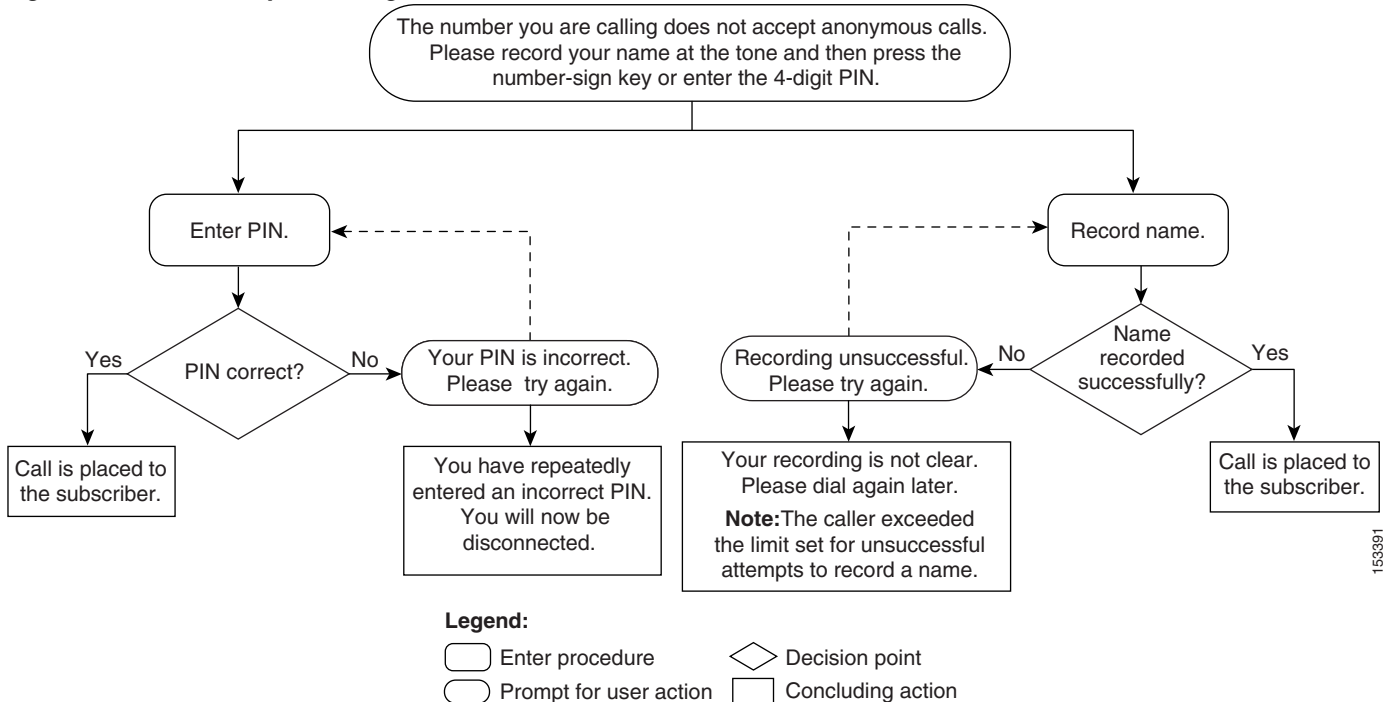 The number you are calling does not accept anonymous calls.
Please record your name at the tone and then press the
number-sign key or enter the 4-digit PIN.
Enter PIN.
Record name.
Yes
PIN correct?
No
Your PIN is incorrect.
Please try again.
Recording unsuccessful.
Please try again.
No
Name
recorded
successfully?
Yes
Call is placed to
the subscriber.
You have repeatedly
entered an incorrect PIN.
You will now be
disconnected.
Your recording is not clear.
Please dial again later.
Note:The caller exceeded
the limit set for unsuccessful
attempts to record a name.
Call is placed to
the subscriber.
153391
Legend:
Enter procedure
Decision point
Prompt for user action
Concluding action